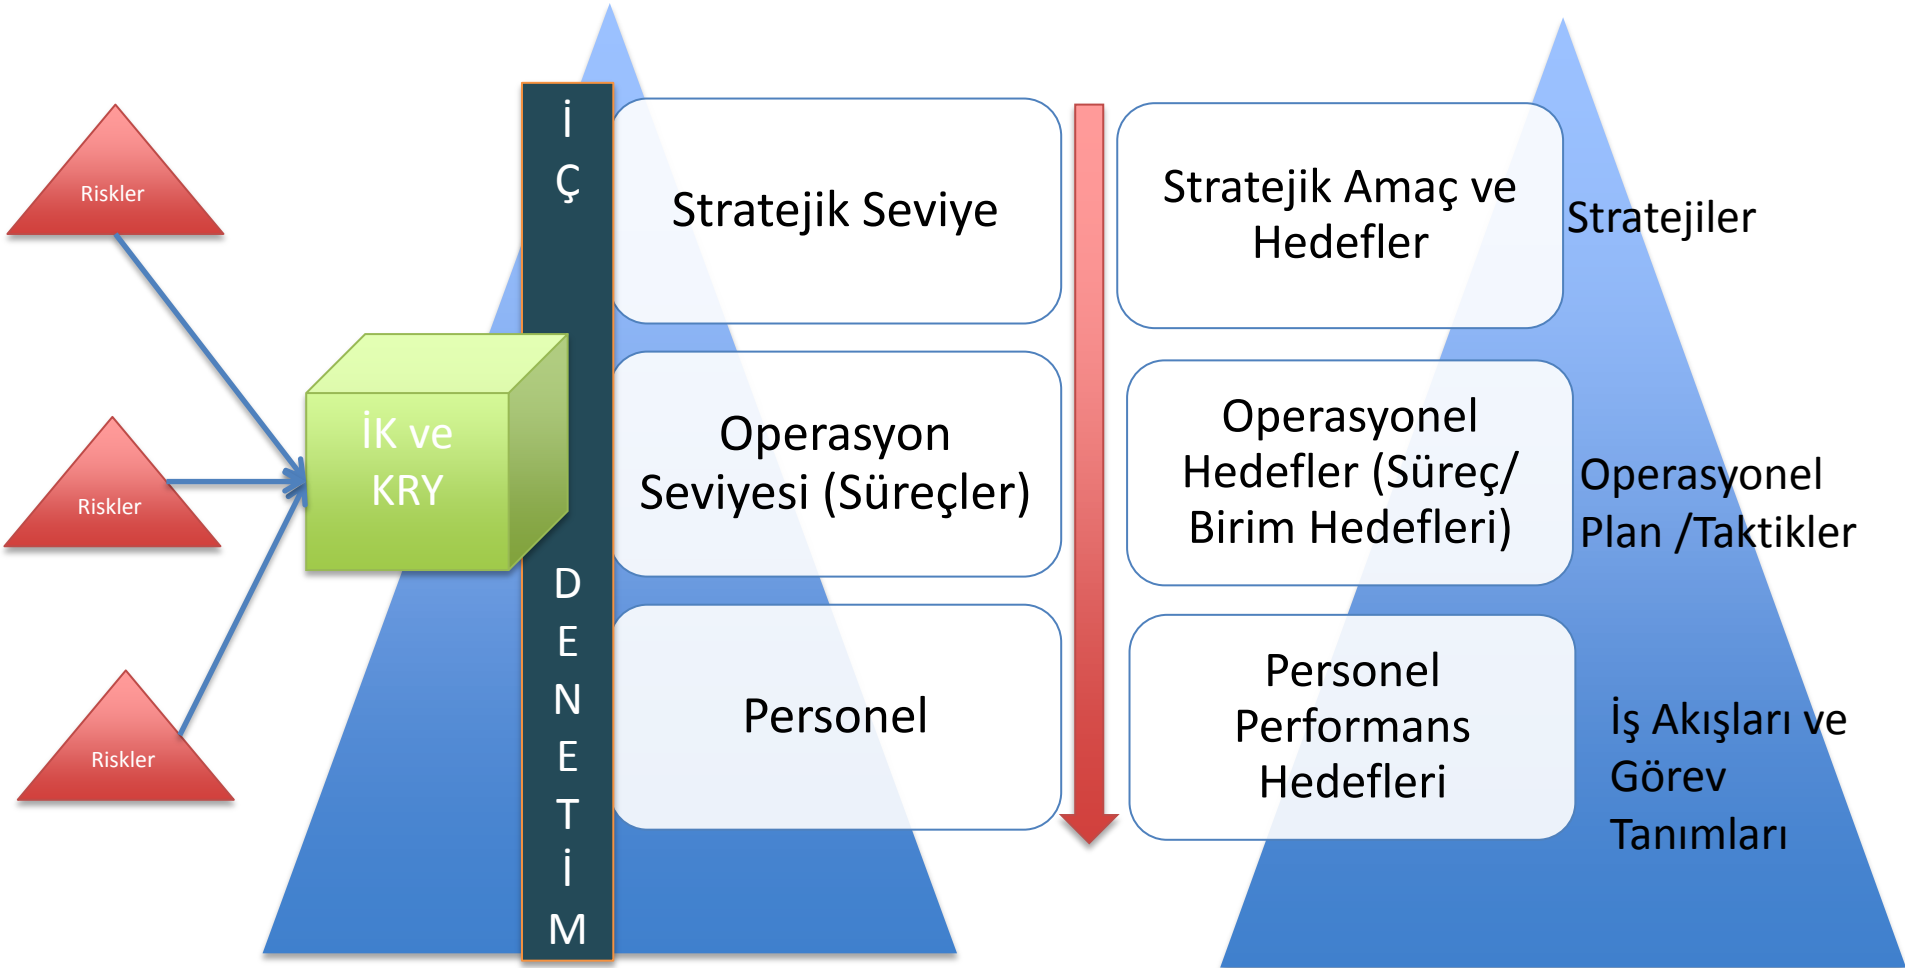 Riskler
Riskler
Riskler
İK ve
KRY
İ
Ç
D
E
N
E
T
İ
M
Stratejik Seviye
Operasyon
Seviyesi (Süreçler)
Personel
Stratejik Amaç ve
Hedefler
Stratejiler
Operasyonel
Hedefler (Süreç/
Birim Hedefleri)
Operasyonel
Plan /Taktikler
Personel
Performans
Hedefleri
İş Akışları ve
Görev
Tanımları